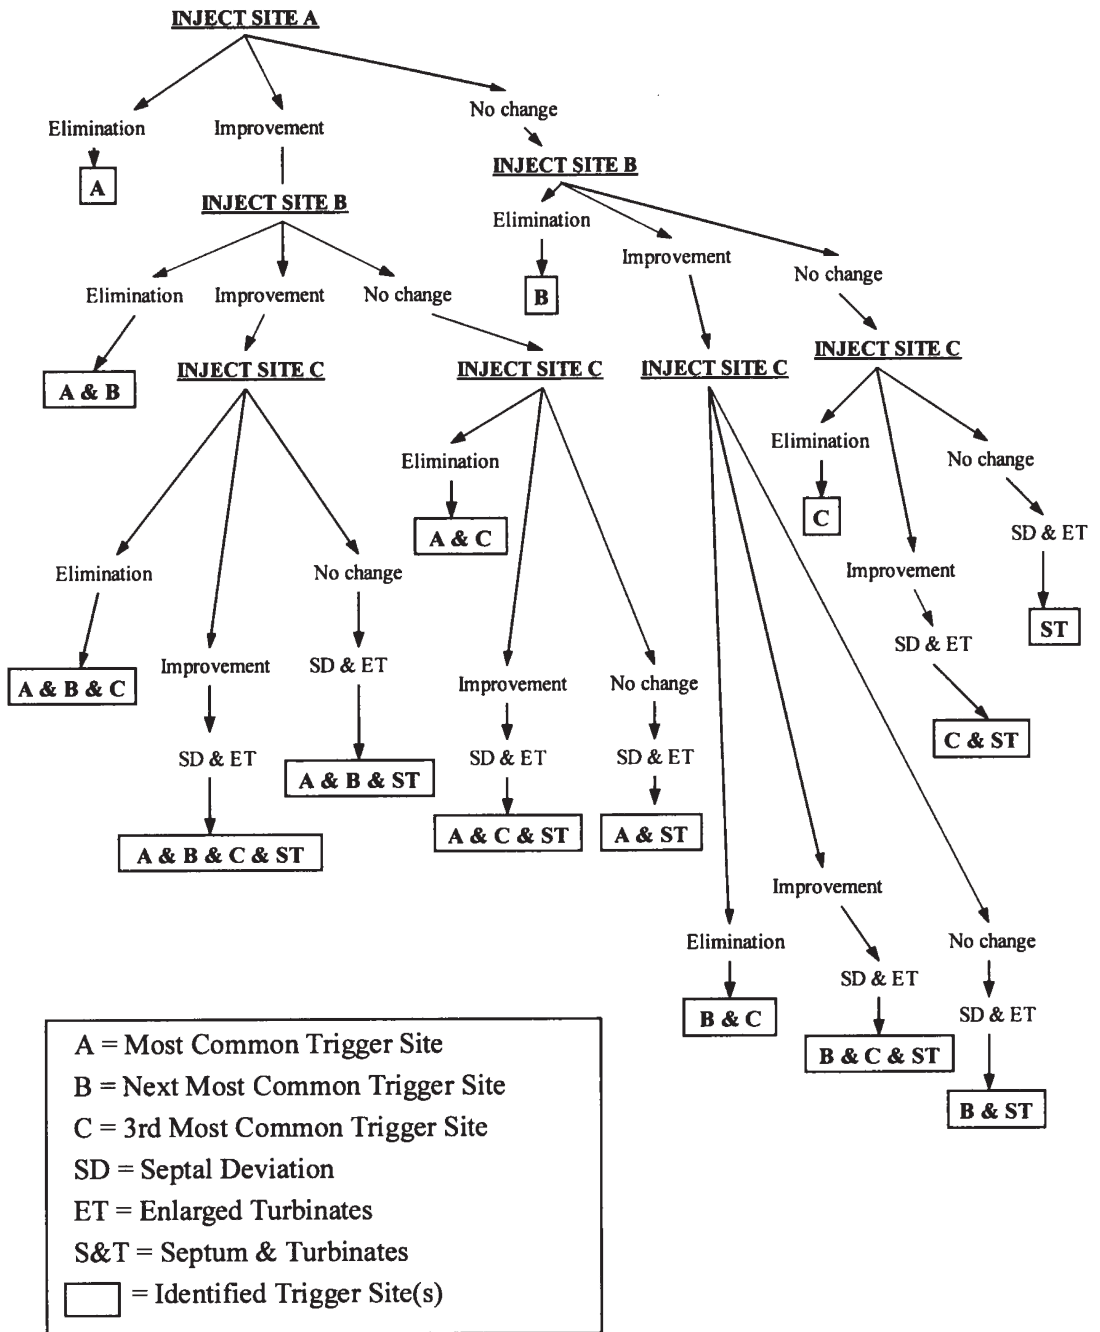 INJECT SITE A
No change
Elimination
Improvement
INJECT SITE B
A
INJECT SITE B
Elimination
Improvement
No change
Elimination
Improvement
No change
B
INJECT SITE C
INJECT SITE C
INJECT SITE C
INJECT SITE C
A & B
Elimination
No change
Elimination
C
A & C
SD & ET
Elimination
No change
Improvement
ST
SD & ET
Improvement
SD & ET
A & B & C
Improvement
No change
C & ST
SD & ET
SD & ET
SD & ET
A & B & ST
A & C & ST
A & ST
A & B & C & ST
Improvement
Elimination
No change
SD & ET
B & C
SD & ET
B & C & ST
B & ST
A = Most Common Trigger Site
B = Next Most Common Trigger Site
C = 3rd Most Common Trigger Site
SD = Septal Deviation
ET = Enlarged Turbinates
S&T = Septum & Turbinates
= Identified Trigger Site(s)